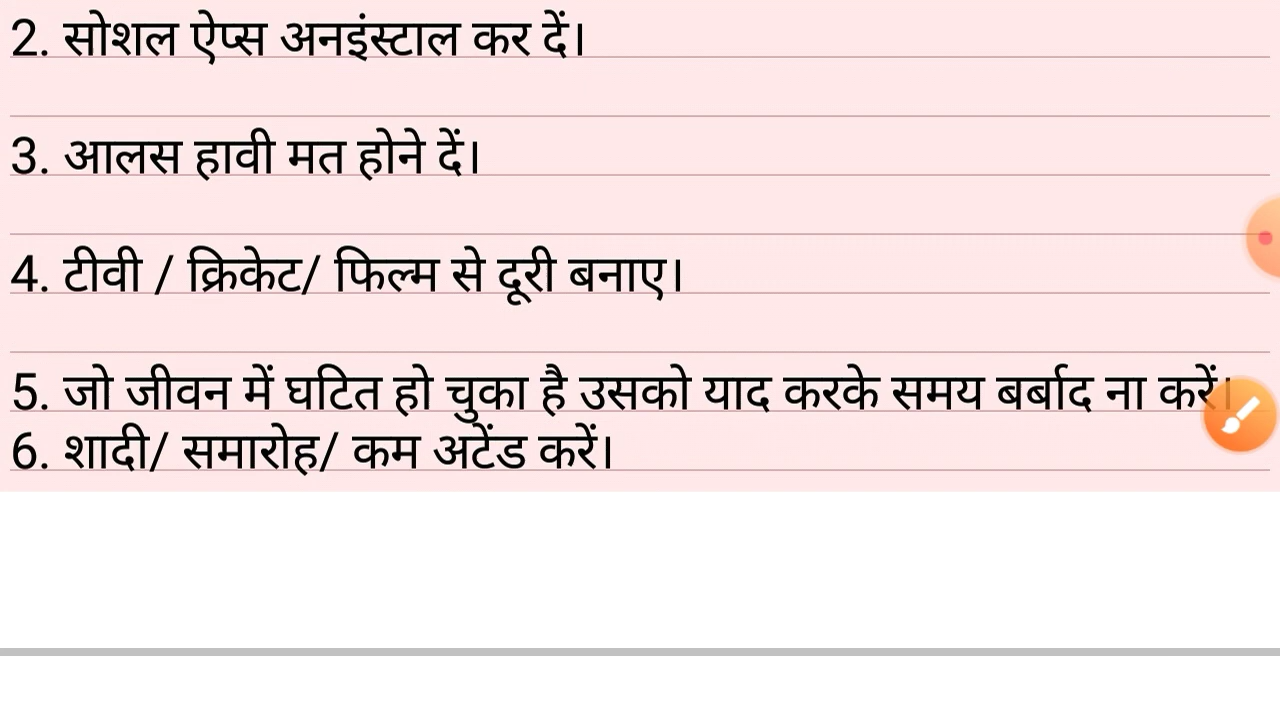 2. सोशल ऐप्स अनइंस्टाल कर दें।
3. आलस हावी मत होने दें।
4. टीवी / क्रिकेट/ फिल्म से दूरी बनाए।
5. जो जीवन में घटित हो चुका है उसको याद करके समय बर्बाद ना करें।
6. शादी/ समारोह/ कम अटेंड करें।